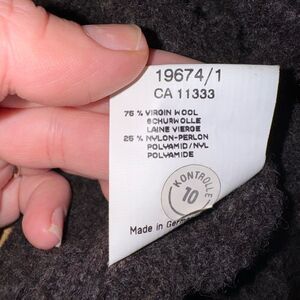 19674/1
CA 11333
75 % VIRGIN WOOL
SCHURWOLLE
LAINE VIERGE
25 % NYLON-PERLON
POLYAMID/NYL
POLYAMIDE
KONTROLLE
10
Made in Ger